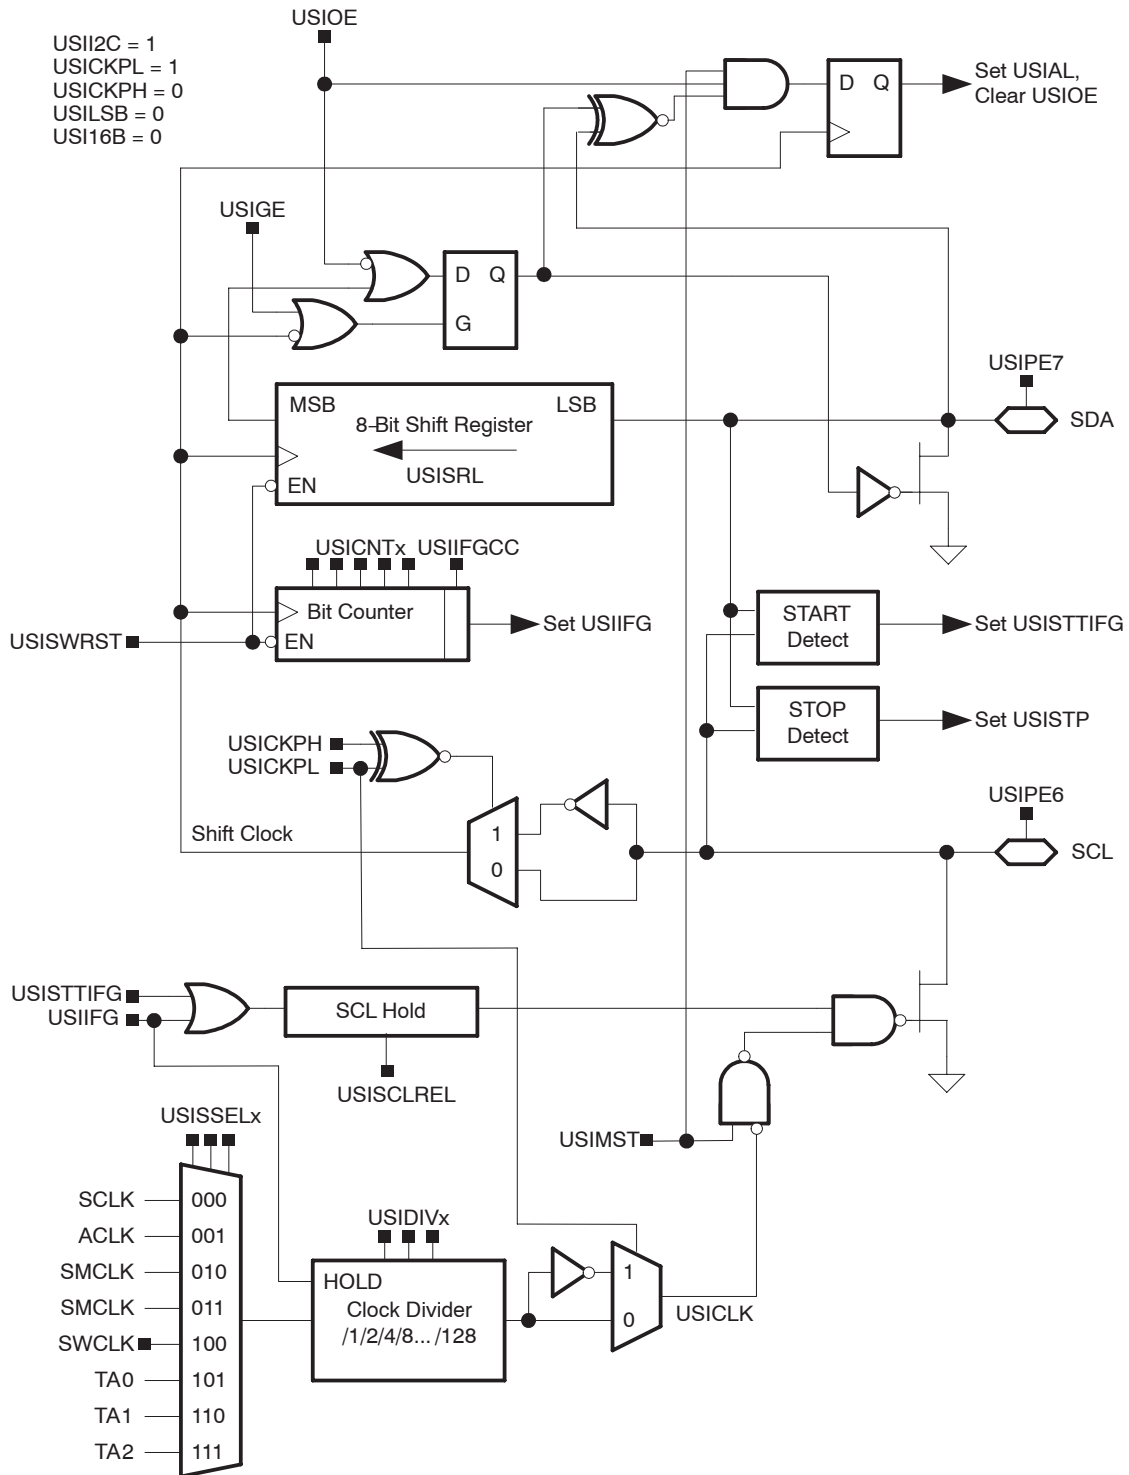 USIOE
USII2C = 1
USICKPL = 1
USICKPH = 0
USILSB = 0
USI16B = 0
D Q
Set USIAL,
Clear USIOE
USIGE
D Q
G
USIPE7
SDA
MSB LSB
8-Bit Shift Register
USISRL
EN
USICNTx USIIFGCC
Bit Counter
EN
USISWRST
Set USIIFG
START
Detect
Set USISTTIFG
STOP
Detect
Set USISTP
USICKPH
USICKPL
USIPE6
SCL
Shift Clock
1
0
USISTTIFG
USIIFG
SCL Hold
USISCLREL
USISSELx
USIMST
SCLK 000
ACLK 001
SMCLK 010
SMCLK 011
SWCLK 100
TA0 101
TA1 110
TA2 111
USIDIVx
HOLD
Clock Divider
/1/2/4/8... /128
1
0
USICLK